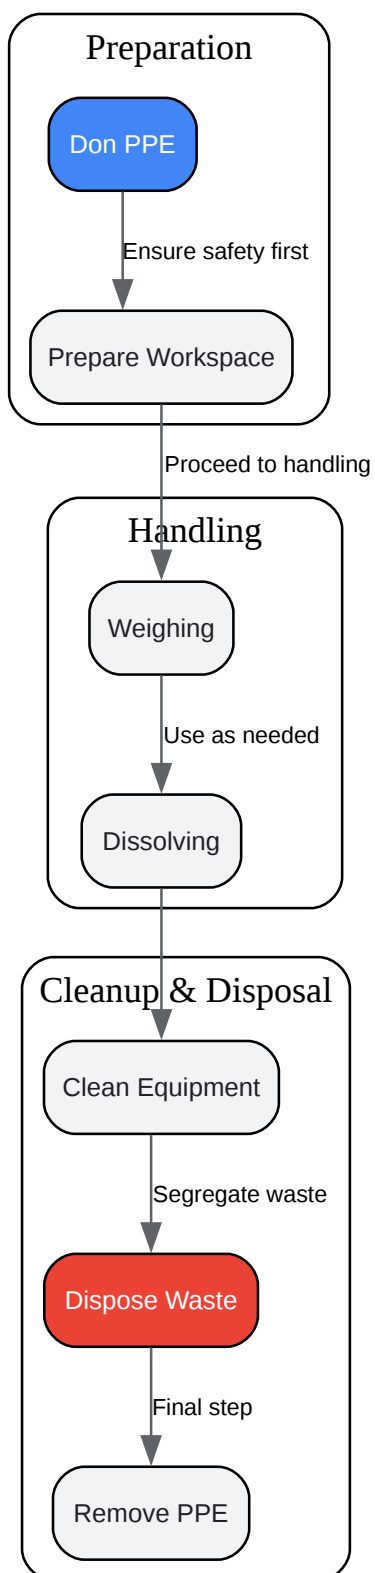 Preparation
Don PPE
Ensure safety first
Prepare Workspace
Proceed to handling
Handling
Weighing
Use as needed
Dissolving
Cleanup & Disposal
Clean Equipment
Segregate waste
Dispose Waste
Final step
Remove PPE